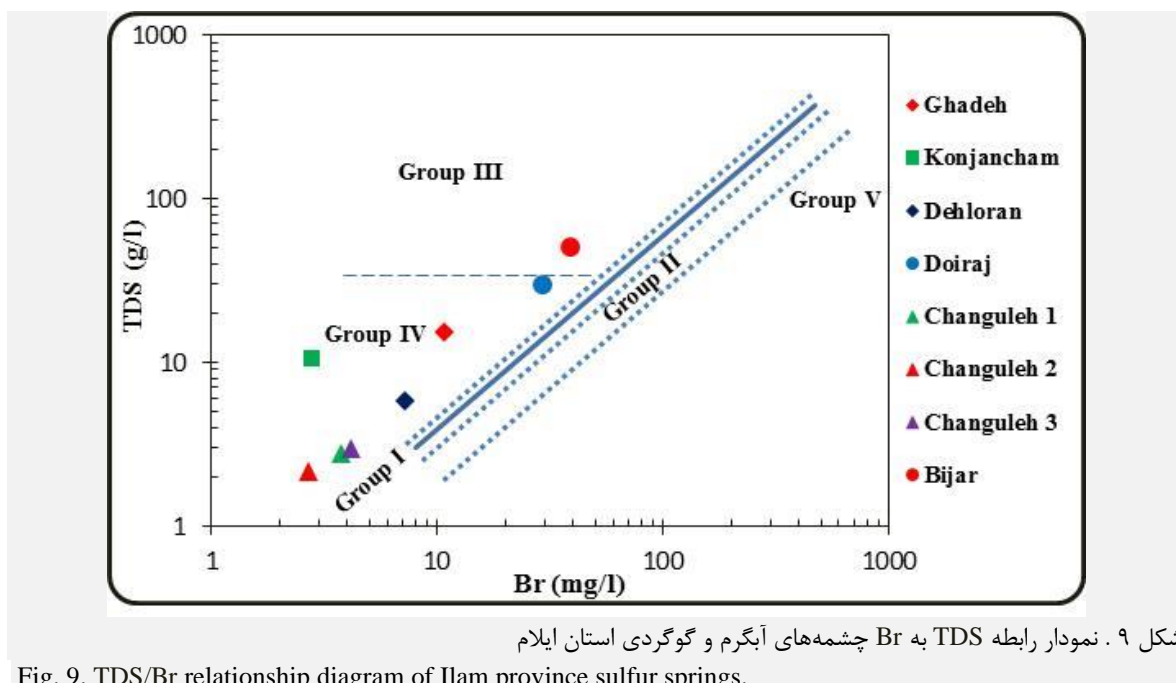 1000
100
10
1
TDS (g/l)
1
10
100
1000
Br (mg/l)
Group III
Group V
Group II
Group IV
Group I
Ghadeh
Konjancham
Dehloran
Doiraj
Changuleh 1
Changuleh 2
Changuleh 3
Bijar
شکل ۹ . نمودار رابطه TDS به Br چشمه‌های آبگرم و گوگردی استان ایلام
Fig. 9. TDS/Br relationship diagram of Ilam province sulfur springs.